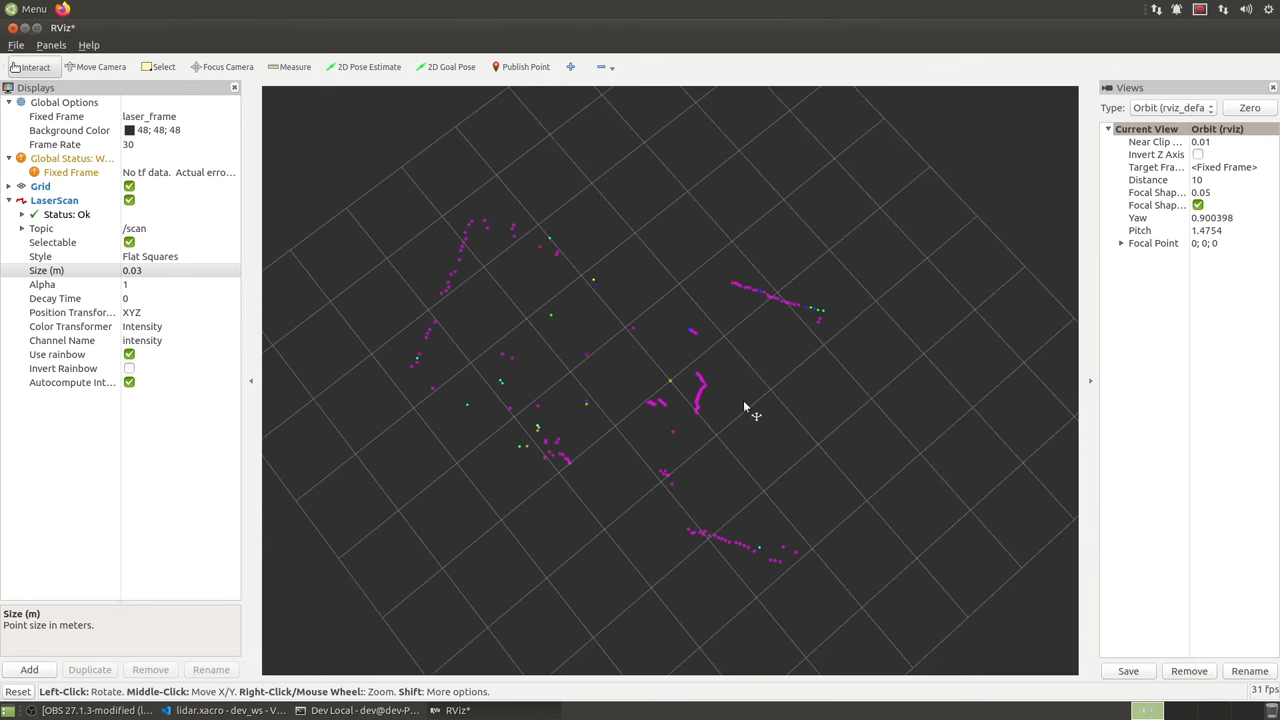 Menu
RViz*
File Panels Help
Interact Move Camera Select Focus Camera Measure 2D Pose Estimate 2D Goal Pose Publish Point
Displays
Global Options
Fixed Frame laser_frame
Background Color 48; 48; 48
Frame Rate 30
Global Status: W...
Fixed Frame No tf data. Actual erro...
Grid
LaserScan
Status: Ok
Topic /scan
Selectable
Style Flat Squares
Size (m) 0.03
Alpha 1
Decay Time 0
Position Transfor... XYZ
Color Transformer Intensity
Channel Name intensity
Use rainbow
Invert Rainbow
Autocompute Int...
Size (m)
Point size in meters.
Add Duplicate Remove Rename
Views
Type: Orbit (rviz_defa Zero
Current View Orbit (rviz)
Near Clip ... 0.01
Invert Z Axis
Target Fra... <Fixed Frame>
Distance 10
Focal Shap... 0.05
Focal Shap...
Yaw 0.900398
Pitch 1.4754
Focal Point 0; 0; 0
Save Remove Rename
Reset Left-Click: Rotate. Middle-Click: Move X/Y. Right-Click/Mouse Wheel:: Zoom. Shift: More options. 31 fps
[OBS 27.1.3-modified (l... lidar.xacro - dev_ws - V... Dev Local - dev@dev-P... RViz*